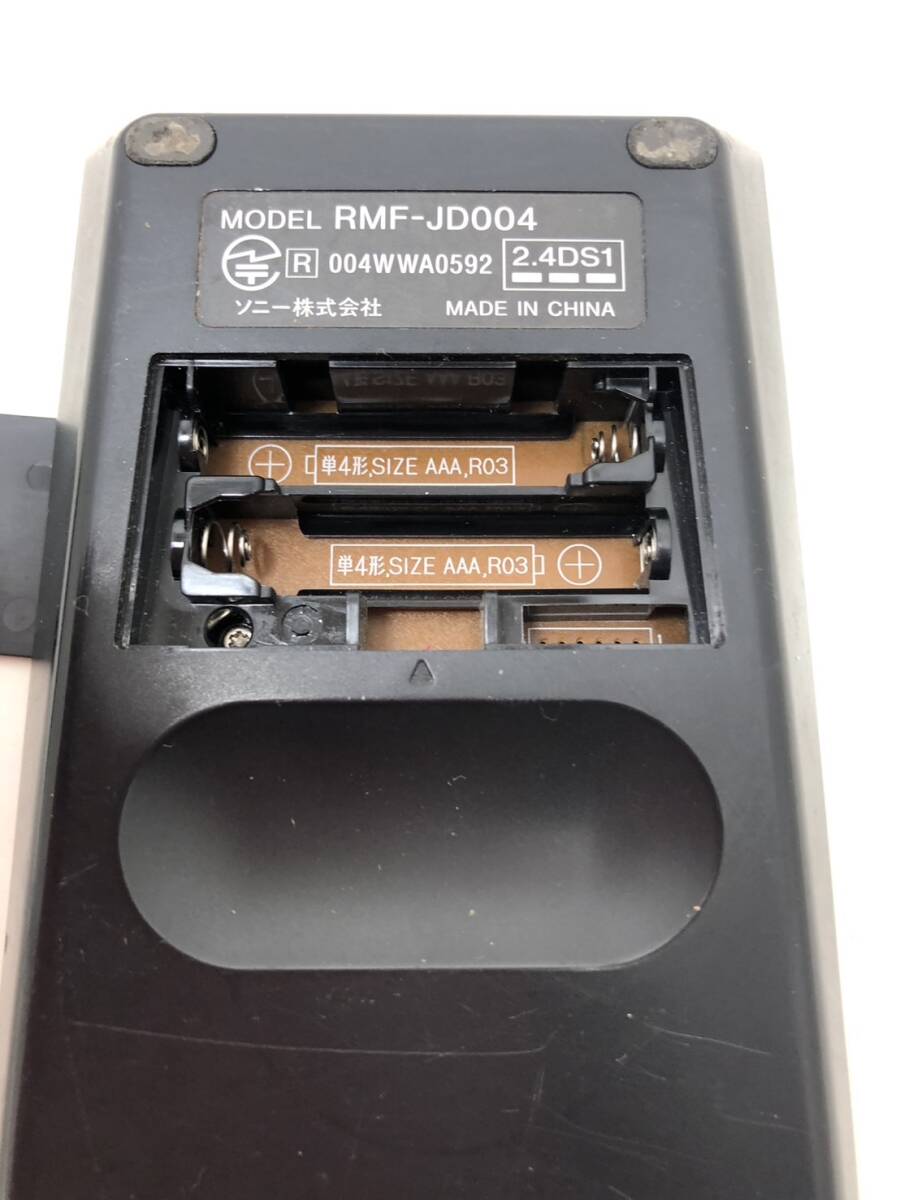 MODEL RMF-JD004
R 004WWA0592 2.4DS1
ソニー株式会社 MADE IN CHINA
単4形,SIZE AAA,R03
単4形,SIZE AAA,R03
1